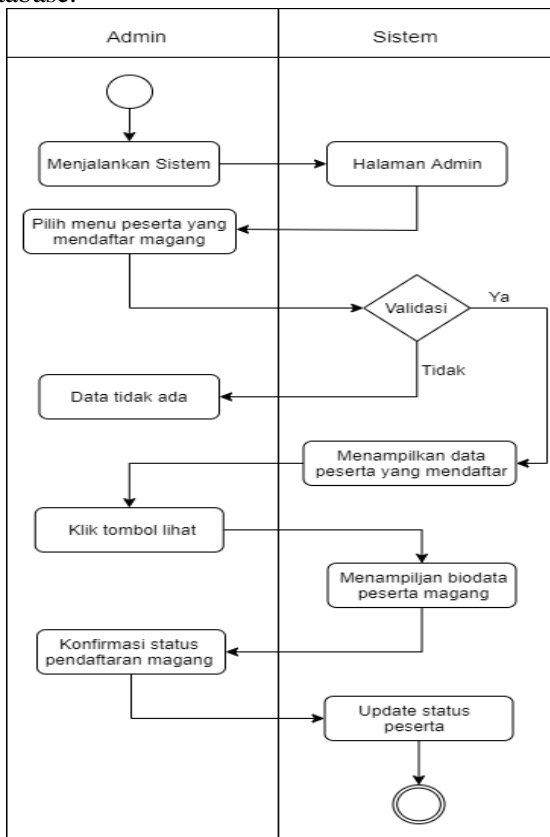 tabase.
Admin
Sistem
Menjalankan Sistem
Halaman Admin
Pilih menu peserta yang
mendaftar magang
Validasi
Ya
Tidak
Data tidak ada
Menampilkan data
peserta yang mendaftar
Klik tombol lihat
Menampiljan biodata
peserta magang
Konfirmasi status
pendaftaran magang
Update status
peserta